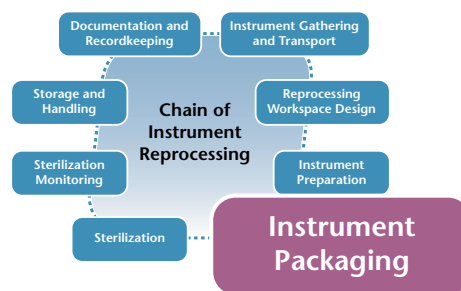 Documentation and
Recordkeeping
Instrument Gathering
and Transport
Storage and
Handling
Chain of
Instrument
Reprocessing
Reprocessing
Workspace Design
Sterilization
Monitoring
Instrument
Preparation
Sterilization
Instrument
Packaging